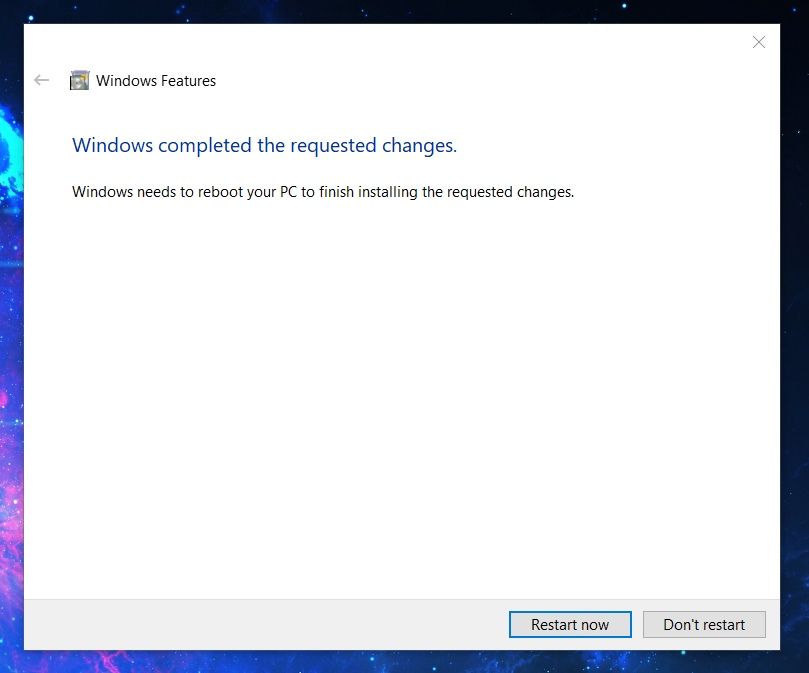 Windows Features
Windows completed the requested changes.
Windows needs to reboot your PC to finish installing the requested changes.
Restart now
Don't restart